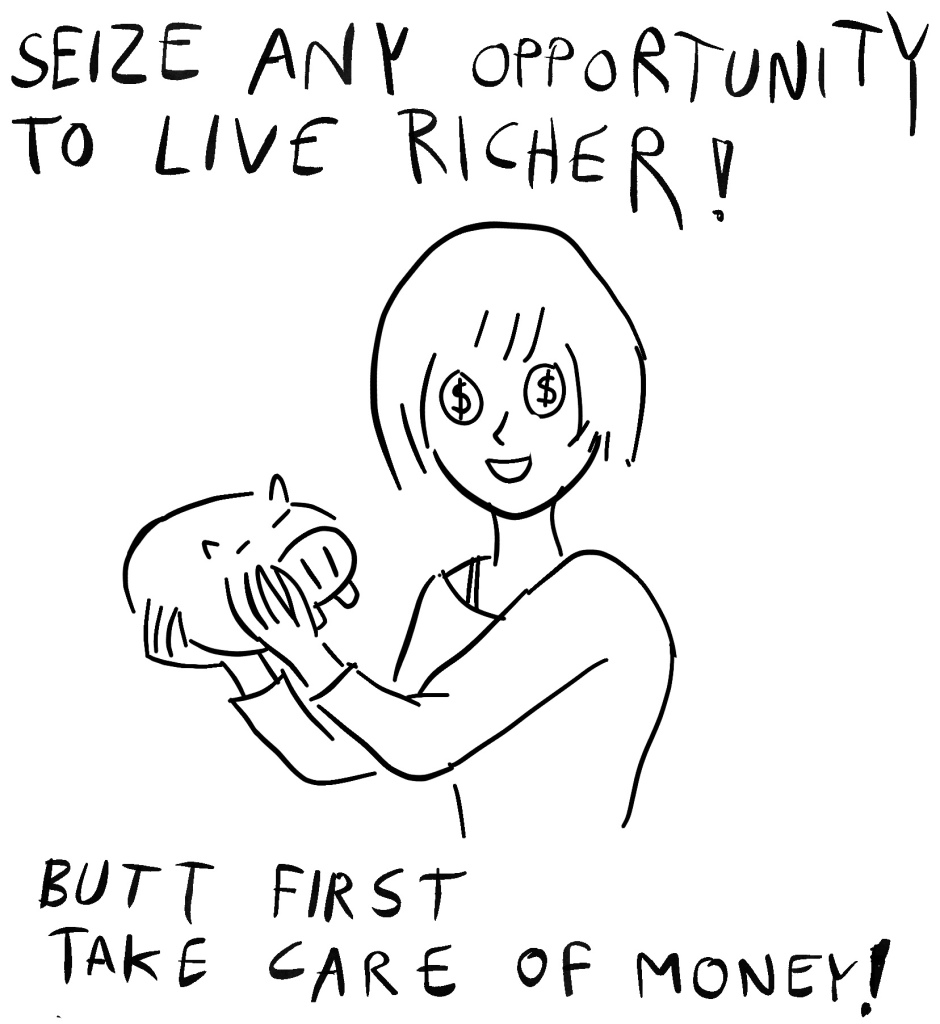 SEIZE ANY OPPORTUNITY
TO LIVE RICHER!
$ $
BUTT FIRST
TAKE CARE OF MONEY!